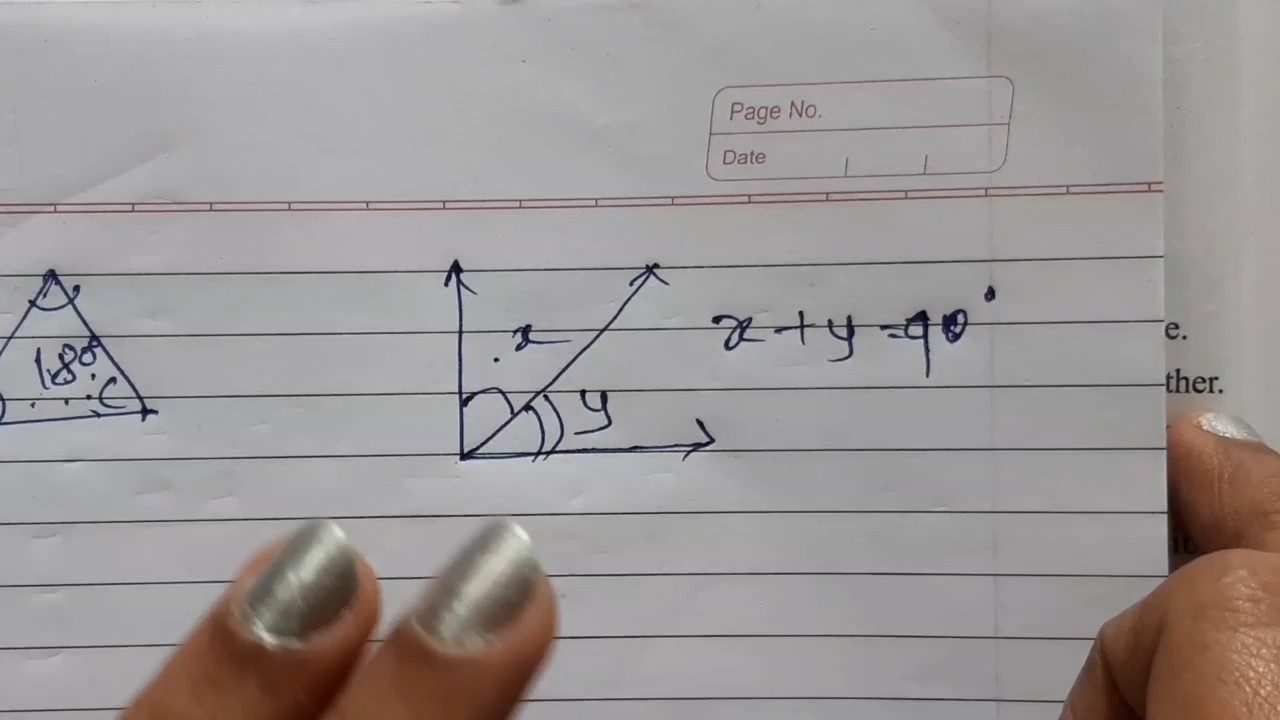 Page No.
Date
x
x + y = 90°
e.
ther.
180°
C
y